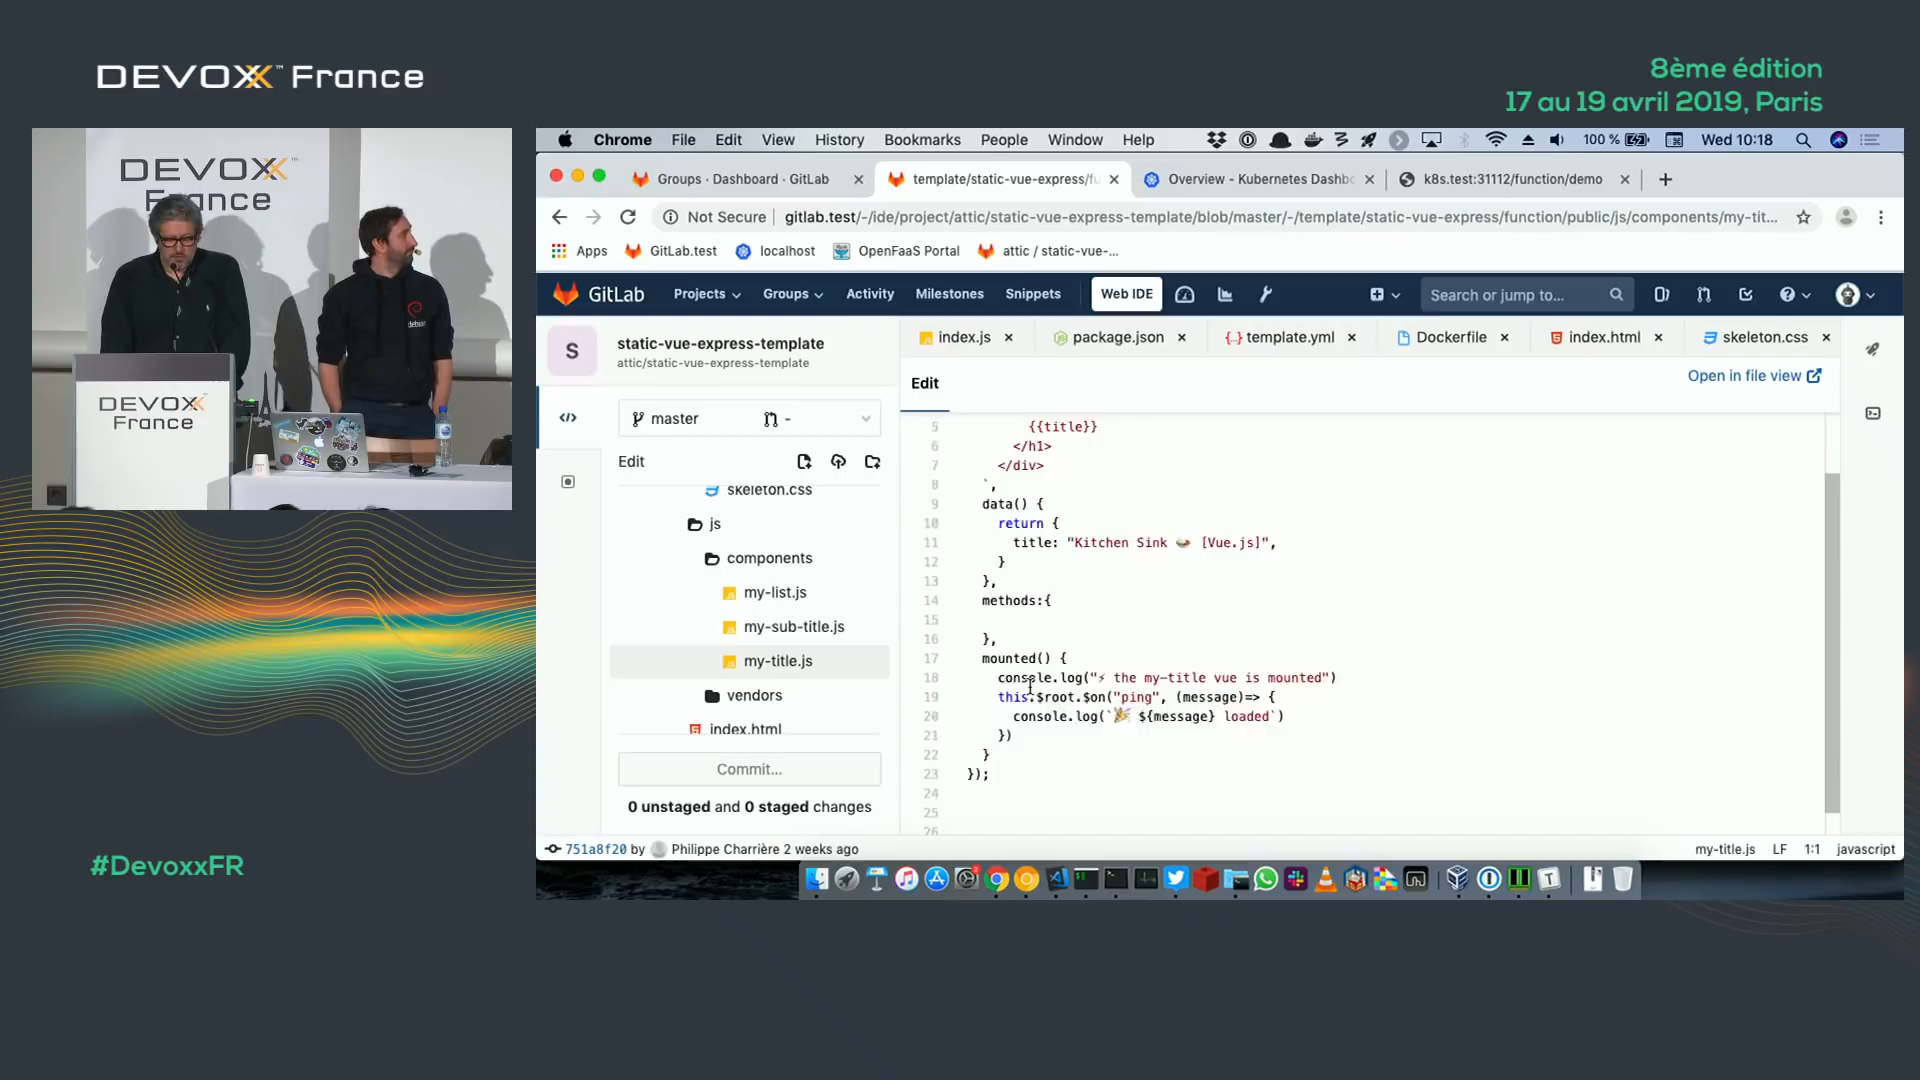 DEVOXX™ France
8ème édition
17 au 19 avril 2019, Paris
DEVOXX™
France
DEVOXX
France
#DevoxxFR
Chrome File Edit View History Bookmarks People Window Help 100 % Wed 10:18
Groups · Dashboard · GitLab
template/static-vue-express/fu
Overview - Kubernetes Dashbo
k8s.test:31112/function/demo
Not Secure gitlab.test/-/ide/project/attic/static-vue-express-template/blob/master/-/template/static-vue-express/function/public/js/components/my-tit...
Apps GitLab.test localhost OpenFaaS Portal attic / static-vue-...
GitLab Projects Groups Activity Milestones Snippets Web IDE Search or jump to...
S
static-vue-express-template
attic/static-vue-express-template
index.js package.json template.yml Dockerfile index.html skeleton.css
Edit
Open in file view
master -
Edit
skeleton.css
js
components
my-list.js
my-sub-title.js
my-title.js
vendors
index.html
Commit...
0 unstaged and 0 staged changes
5 {{title}}
6 </h1>
7 </div>
8 `,
9 data() {
10 return {
11 title: "Kitchen Sink 🥗 [Vue.js]",
12 }
13 },
14 methods:{
15
16 },
17 mounted() {
18 console.log("⚡ the my-title vue is mounted")
19 this.$root.$on("ping", (message)=> {
20 console.log(`🎉 ${message} loaded`)
21 })
22 }
23 });
24
25
26
751a8f20 by Philippe Charrière 2 weeks ago
my-title.js LF 1:1 javascript